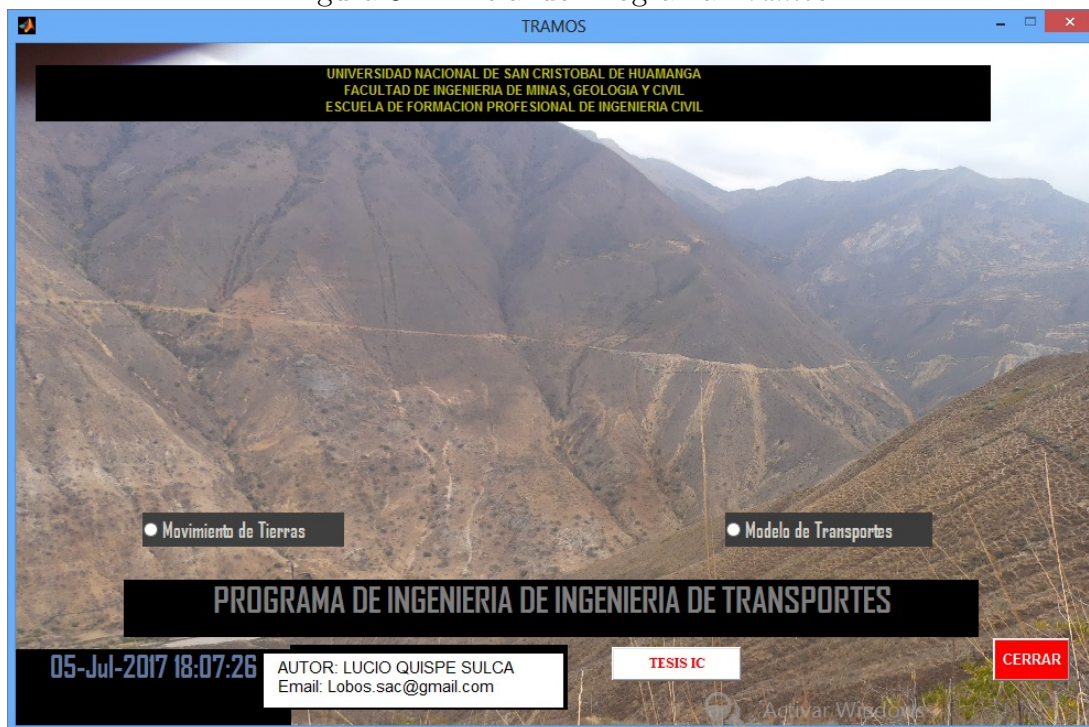 TRAMOS
UNIVERSIDAD NACIONAL DE SAN CRISTOBAL DE HUAMANGA
FACULTAD DE INGENIERIA DE MINAS, GEOLOGIA Y CIVIL
ESCUELA DE FORMACION PROFESIONAL DE INGENIERIA CIVIL
Movimiento de Tierras
Modelo de Transportes
PROGRAMA DE INGENIERIA DE INGENIERIA DE TRANSPORTES
05-Jul-2017 18:07:26
AUTOR: LUCIO QUISPE SULCA
Email: Lobos.sac@gmail.com
TESIS IC
CERRAR
Activar Windows